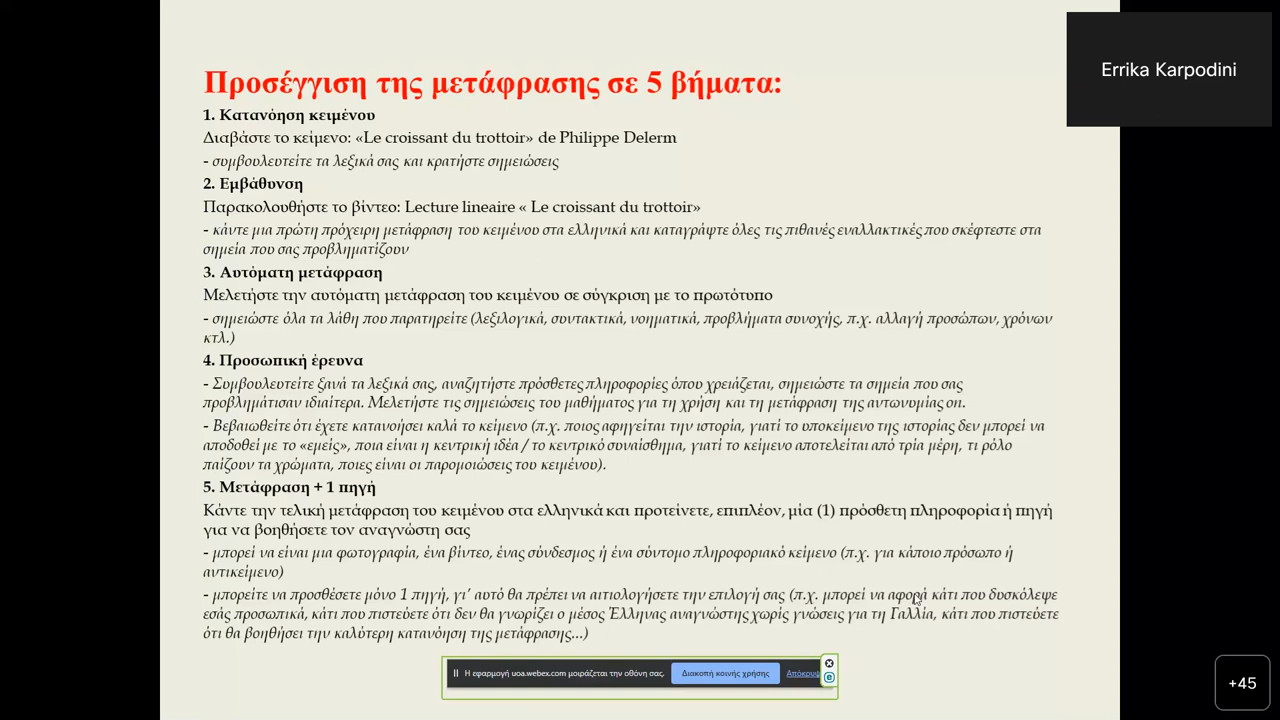 Προσέγγιση της μετάφρασης σε 5 βήματα:
Errika Karpodini
1. Κατανόηση κειμένου
Διαβάστε το κείμενο: «Le croissant du trottoir» de Philippe Delerm
- συμβουλευτείτε τα λεξικά σας και κρατήστε σημειώσεις
2. Εμβάθυνση
Παρακολουθήστε το βίντεο: Lecture lineaire « Le croissant du trottoir»
- κάντε μια πρώτη πρόχειρη μετάφραση του κειμένου στα ελληνικά και καταγράψτε όλες τις πιθανές εναλλακτικές που σκέφτεστε στα
σημεία που σας προβληματίζουν
3. Αυτόματη μετάφραση
Μελετήστε την αυτόματη μετάφραση του κειμένου σε σύγκριση με το πρωτότυπο
- σημειώστε όλα τα λάθη που παρατηρείτε (λεξιλογικά, συντακτικά, νοηματικά, προβλήματα συνοχής, π.χ. αλλαγή προσώπων, χρόνων
κτλ.)
4. Προσωπική έρευνα
- Συμβουλευτείτε ξανά τα λεξικά σας, αναζητήστε πρόσθετες πληροφορίες όπου χρειάζεται, σημειώστε τα σημεία που σας
προβλημάτισαν ιδιαίτερα. Μελετήστε τις σημειώσεις του μαθήματος για τη χρήση και τη μετάφραση της αντωνυμίας on.
- Βεβαιωθείτε ότι έχετε κατανοήσει καλά το κείμενο (π.χ. ποιος αφηγείται την ιστορία, γιατί το υποκείμενο της ιστορίας δεν μπορεί να
αποδοθεί με το «εμείς», ποια είναι η κεντρική ιδέα / το κεντρικό συναίσθημα, γιατί το κείμενο αποτελείται από τρία μέρη, τι ρόλο
παίζουν τα χρώματα, ποιες είναι οι παρομοιώσεις του κειμένου).
5. Μετάφραση + 1 πηγή
Κάντε την τελική μετάφραση του κειμένου στα ελληνικά και προτείνετε, επιπλέον, μία (1) πρόσθετη πληροφορία ή πηγή
για να βοηθήσετε τον αναγνώστη σας
- μπορεί να είναι μια φωτογραφία, ένα βίντεο, ένας σύνδεσμος ή ένα σύντομο πληροφοριακό κείμενο (π.χ. για κάποιο πρόσωπο ή
αντικείμενο)
- μπορείτε να προσθέσετε μόνο 1 πηγή, γι’ αυτό θα πρέπει να αιτιολογήσετε την επιλογή σας (π.χ. μπορεί να αφορά κάτι που δυσκόλεψε
εσάς προσωπικά, κάτι που πιστεύετε ότι δεν θα γνωρίζει ο μέσος Έλληνας αναγνώστης χωρίς γνώσεις για τη Γαλλία, κάτι που πιστεύετε
ότι θα βοηθήσει την καλύτερη κατανόηση της μετάφρασης...)
Η εφαρμογή uoa.webex.com μοιράζεται την οθόνη σας. Διακοπή κοινής χρήσης
+45